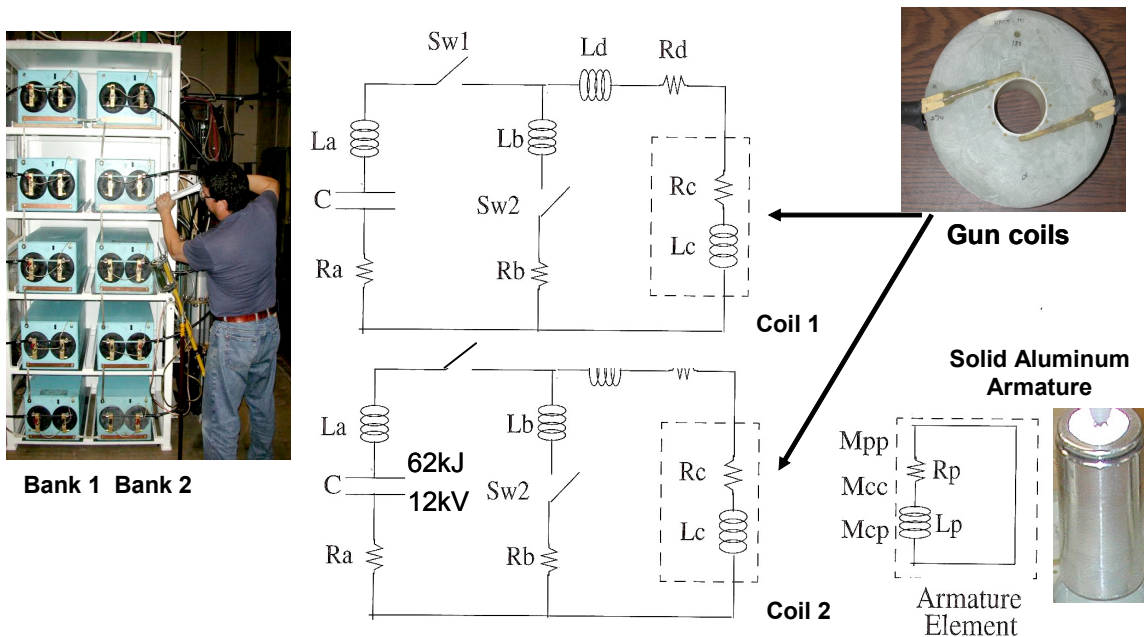 Sw1
Ld
Rd
La
Lb
C
Sw2
Rc
Lc
Ra
Rb
Coil 1
Gun coils
Solid Aluminum
Armature
La
Lb
62kJ
C
12kV
Sw2
Rc
Lc
Ra
Rb
Coil 2
Bank 1 Bank 2
Mpp
Rp
Mcc
Mcp
Lp
Armature
Element